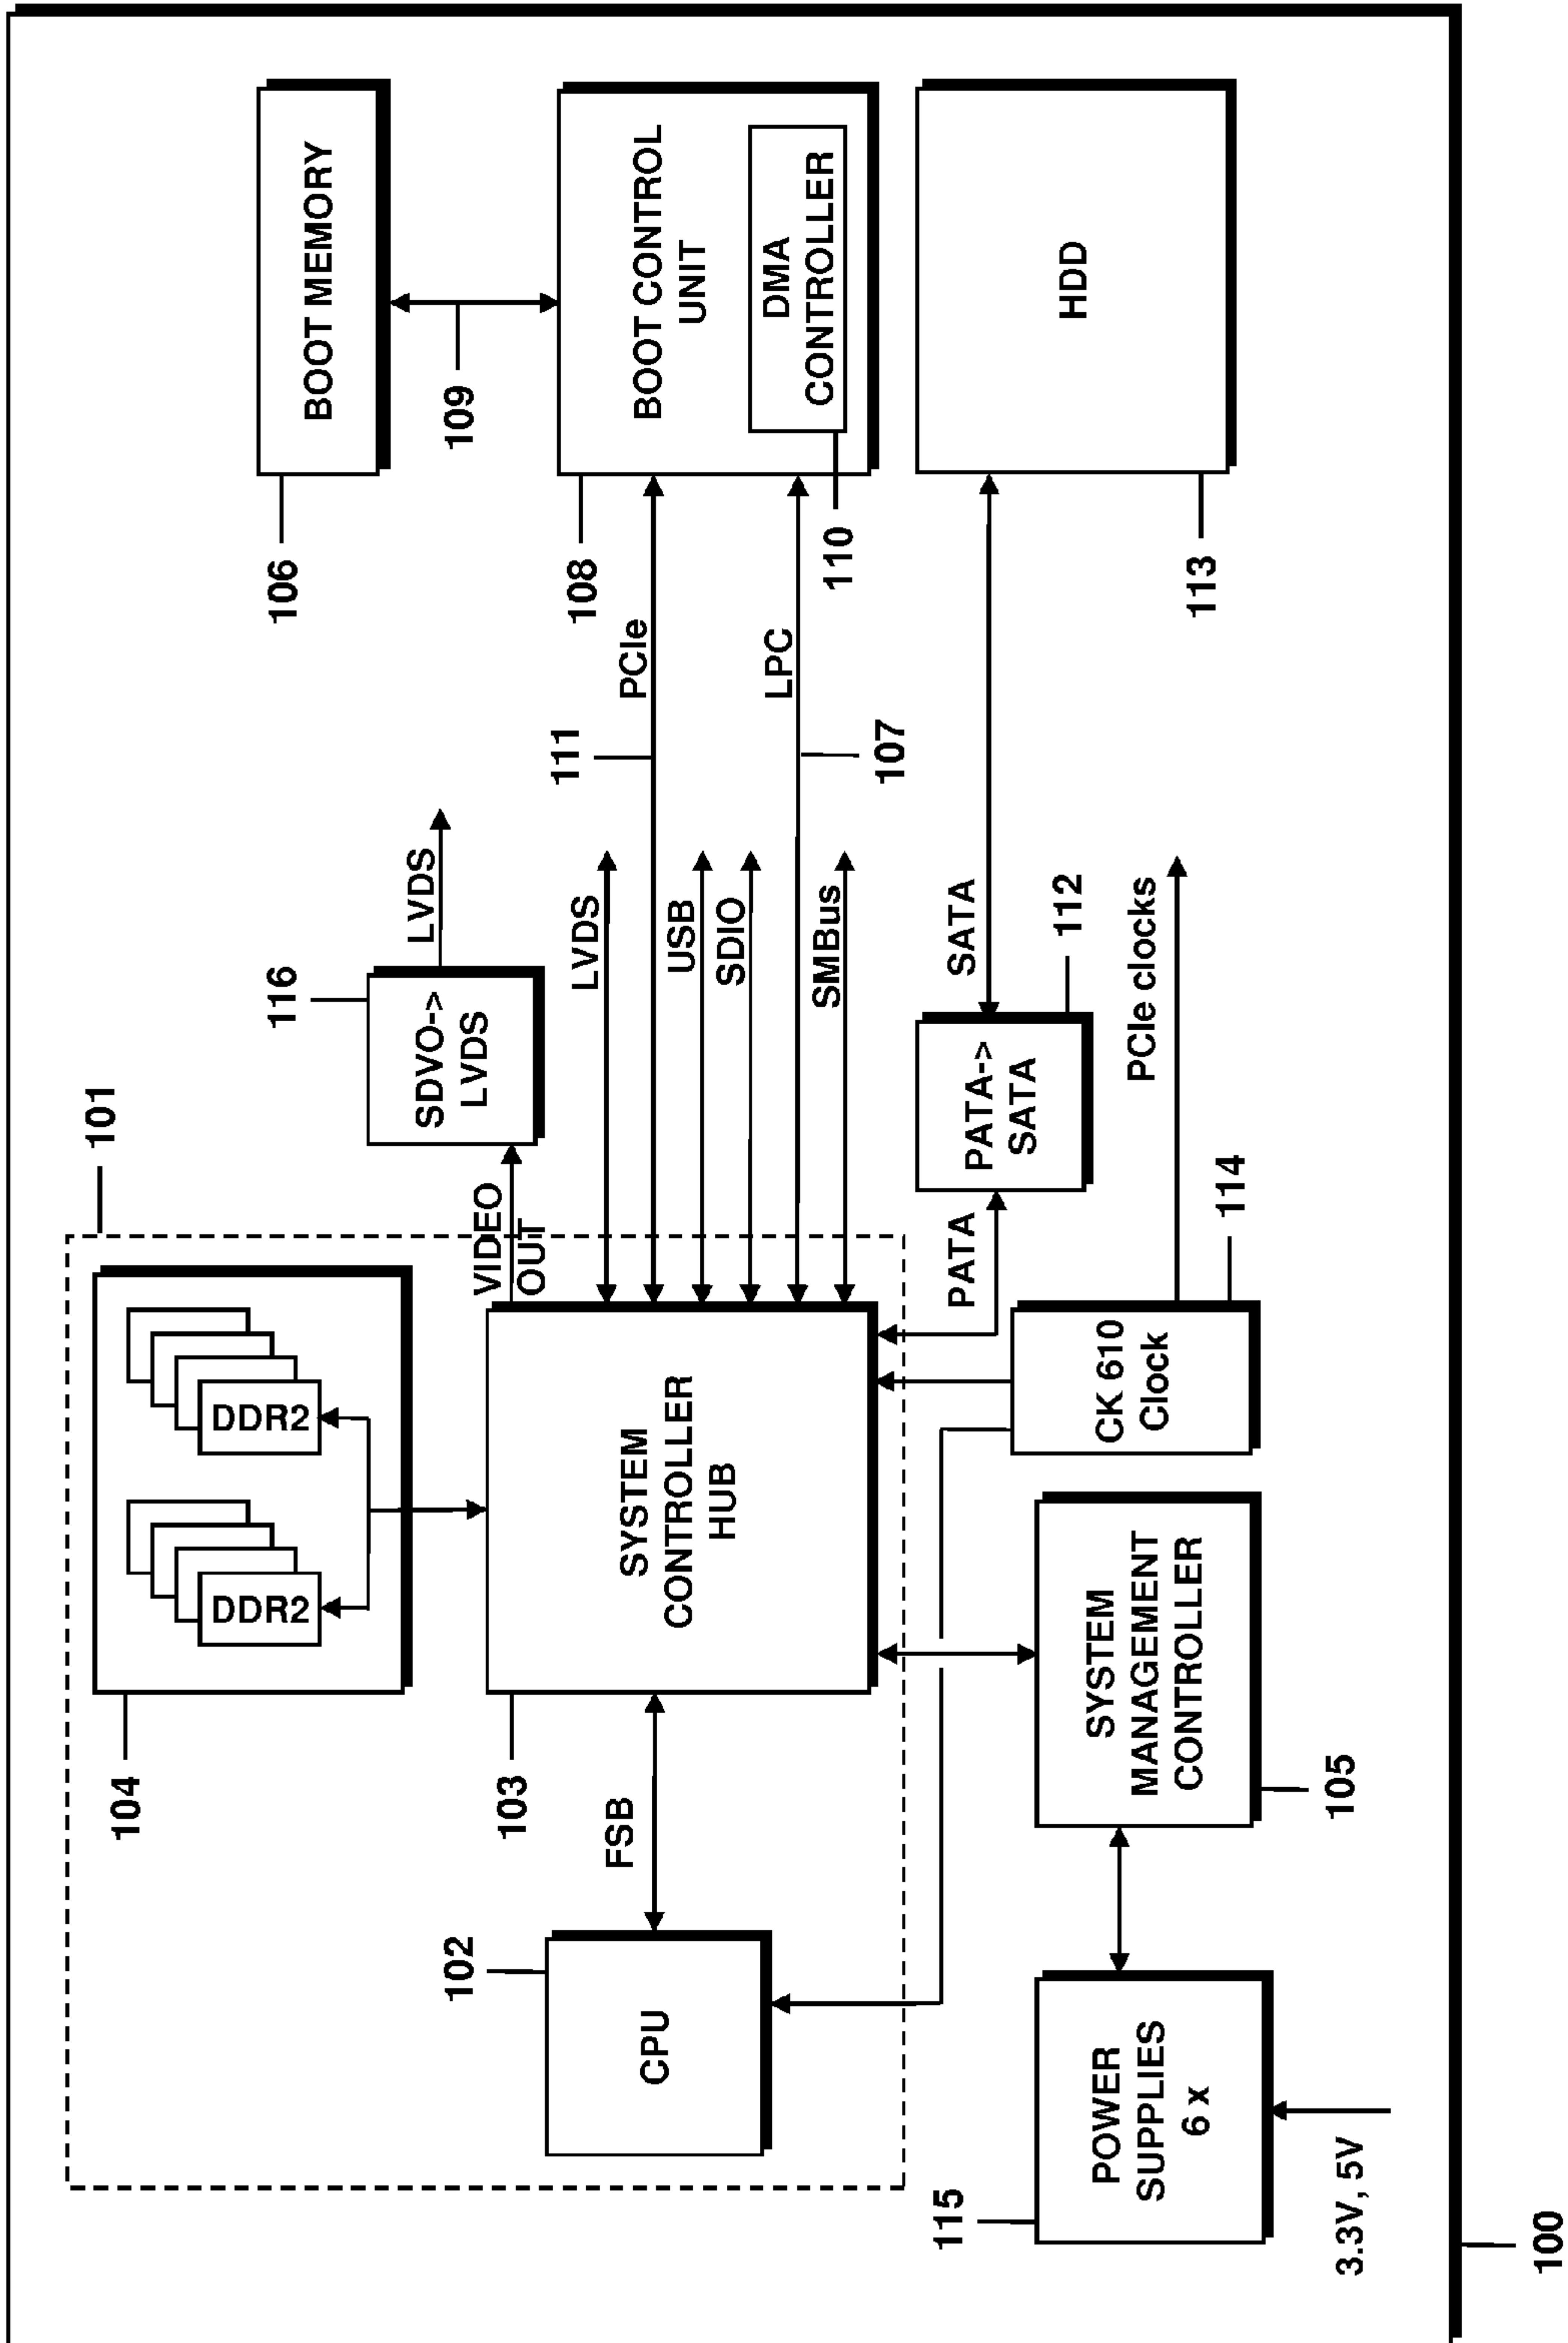 101
104
DDR2
DDR2
116
SDVO->
LVDS
LVDS
106
BOOT MEMORY
109
VIDEO
OUT
102
CPU
FSB
103
SYSTEM
CONTROLLER
HUB
LVDS
111
PCIe
USB
SDIO
LPC
107
SMBus
108
BOOT CONTROL
UNIT
DMA
CONTROLLER
110
PATA
PATA->
SATA
112
SATA
HDD
113
115
POWER
SUPPLIES
6 x
3.3V, 5V
SYSTEM
MANAGEMENT
CONTROLLER
105
CK 610
Clock
114
PCIe clocks
100